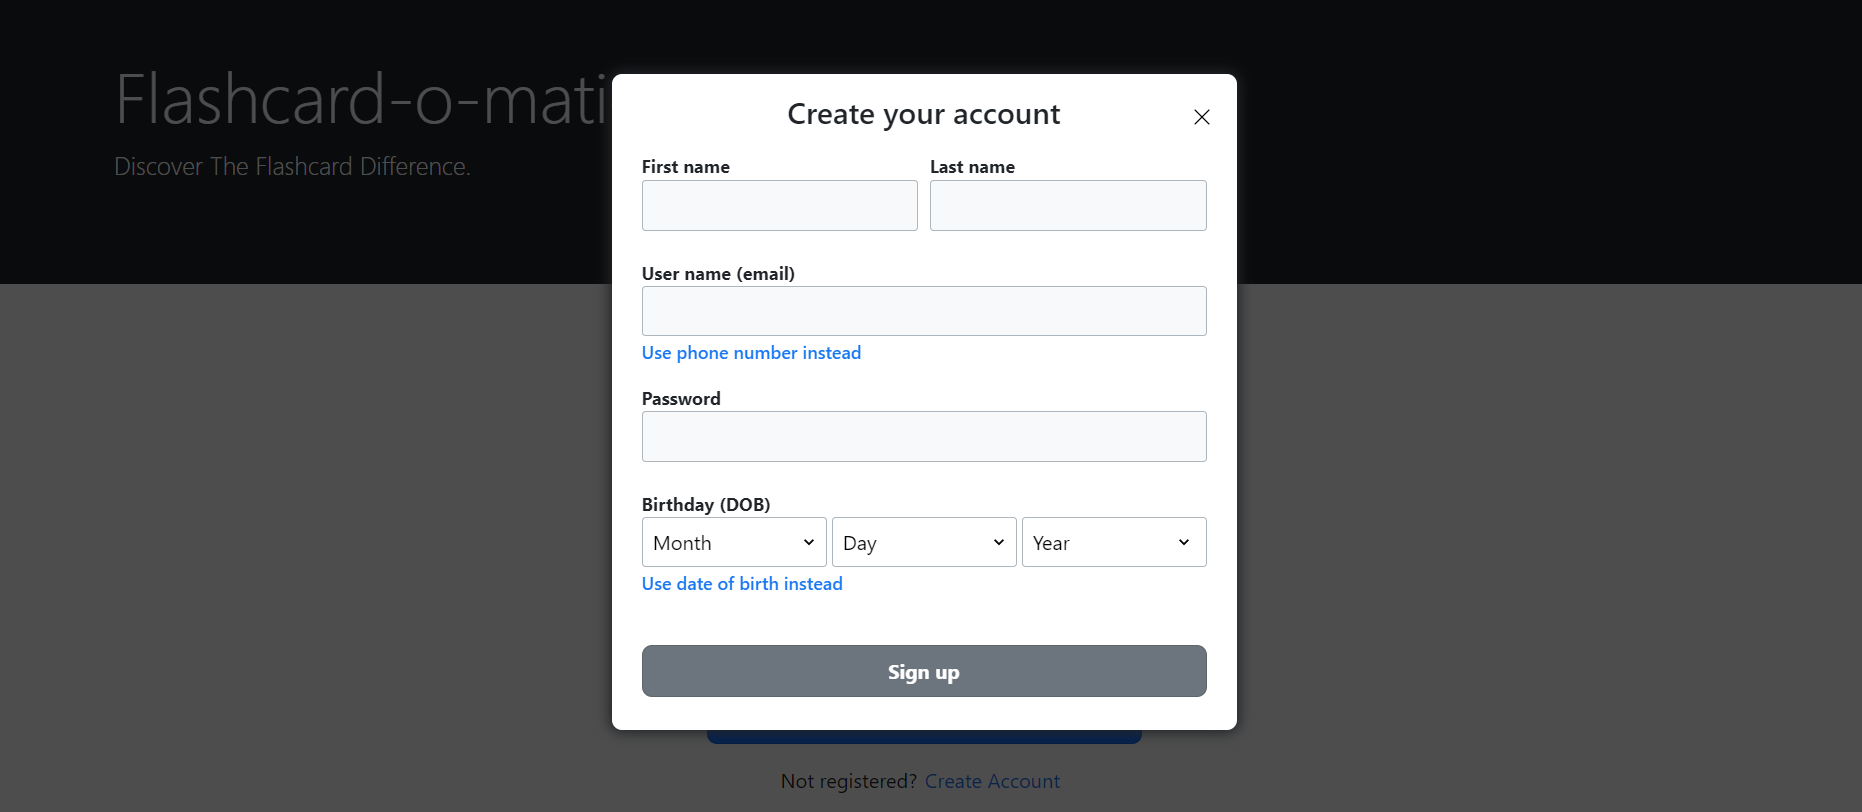 Flashcard-o-mati
Discover The Flashcard Difference.
Create your account
First name Last name
User name (email)
Use phone number instead
Password
Birthday (DOB)
Month Day Year
Use date of birth instead
Sign up
Not registered? Create Account